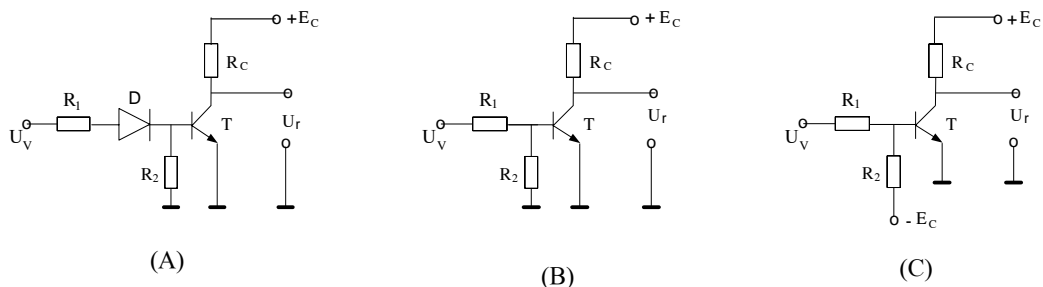 + E_C
R_C
R_1
D
U_V
T
U_r
R_2
(A)
+ E_C
R_C
R_1
U_V
T
U_r
R_2
(B)
+ E_C
R_C
R_1
U_V
T
U_r
R_2
- E_C
(C)